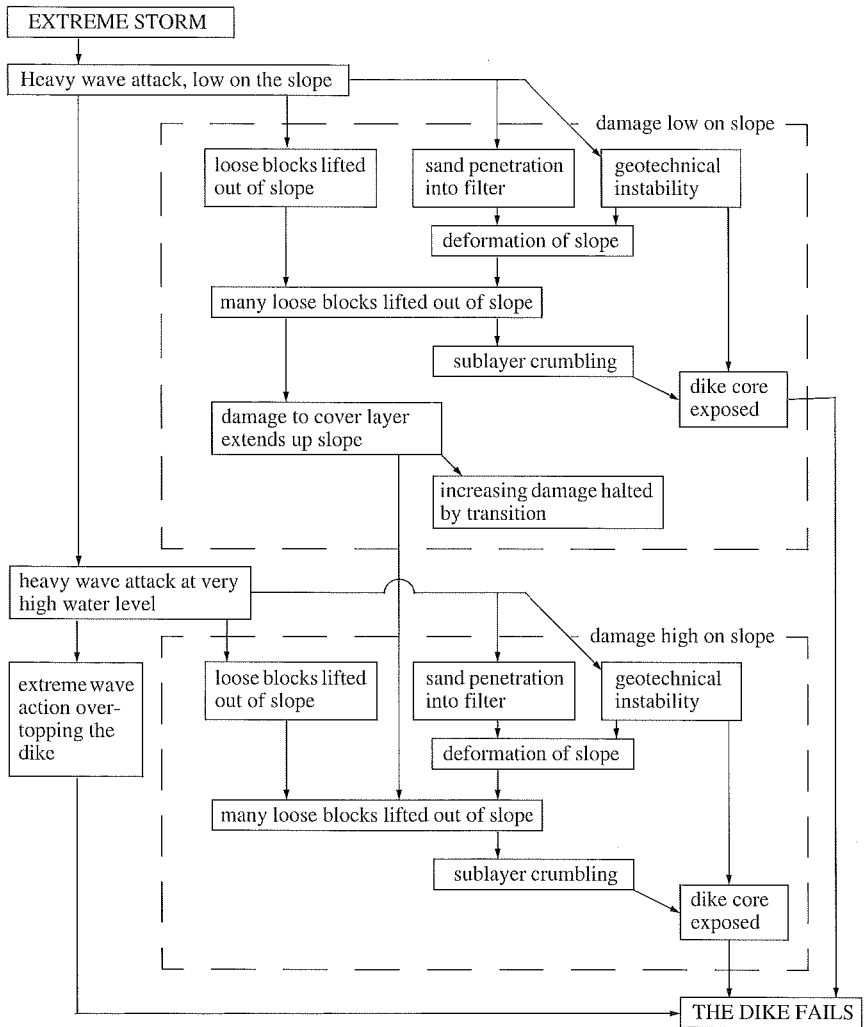 EXTREME STORM
Heavy wave attack, low on the slope
damage low on slope
loose blocks lifted
out of slope
sand penetration
into filter
geotechnical
instability
deformation of slope
many loose blocks lifted out of slope
sublayer crumbling
dike core
exposed
damage to cover layer
extends up slope
increasing damage halted
by transition
heavy wave attack at very
high water level
damage high on slope
extreme wave
action over-
topping the
dike
loose blocks lifted
out of slope
sand penetration
into filter
geotechnical
instability
deformation of slope
many loose blocks lifted out of slope
sublayer crumbling
dike core
exposed
THE DIKE FAILS